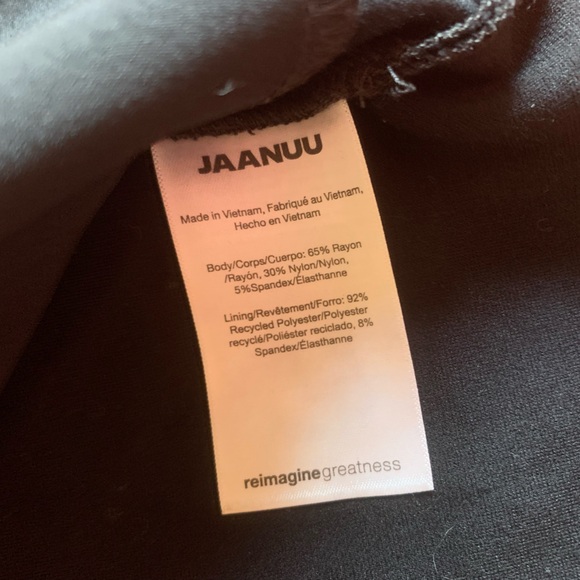 JAANUU
Made in Vietnam, Fabriqué au Vietnam,
Hecho en Vietnam
Body/Corps/Cuerpo: 65% Rayon
/Rayón, 30% Nylon/Nylon,
5%Spandex/Élasthanne
Lining/Revêtement/Forro: 92%
Recycled Polyester/Polyester
recyclé/Poliéster reciclado, 8%
Spandex/Élasthanne
reimaginegreatness